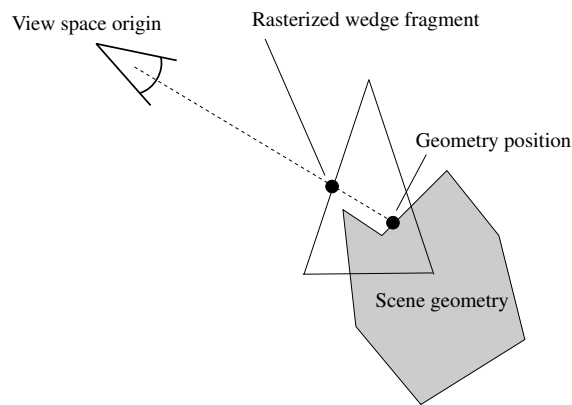 View space origin
Rasterized wedge fragment
Geometry position
Scene geometry